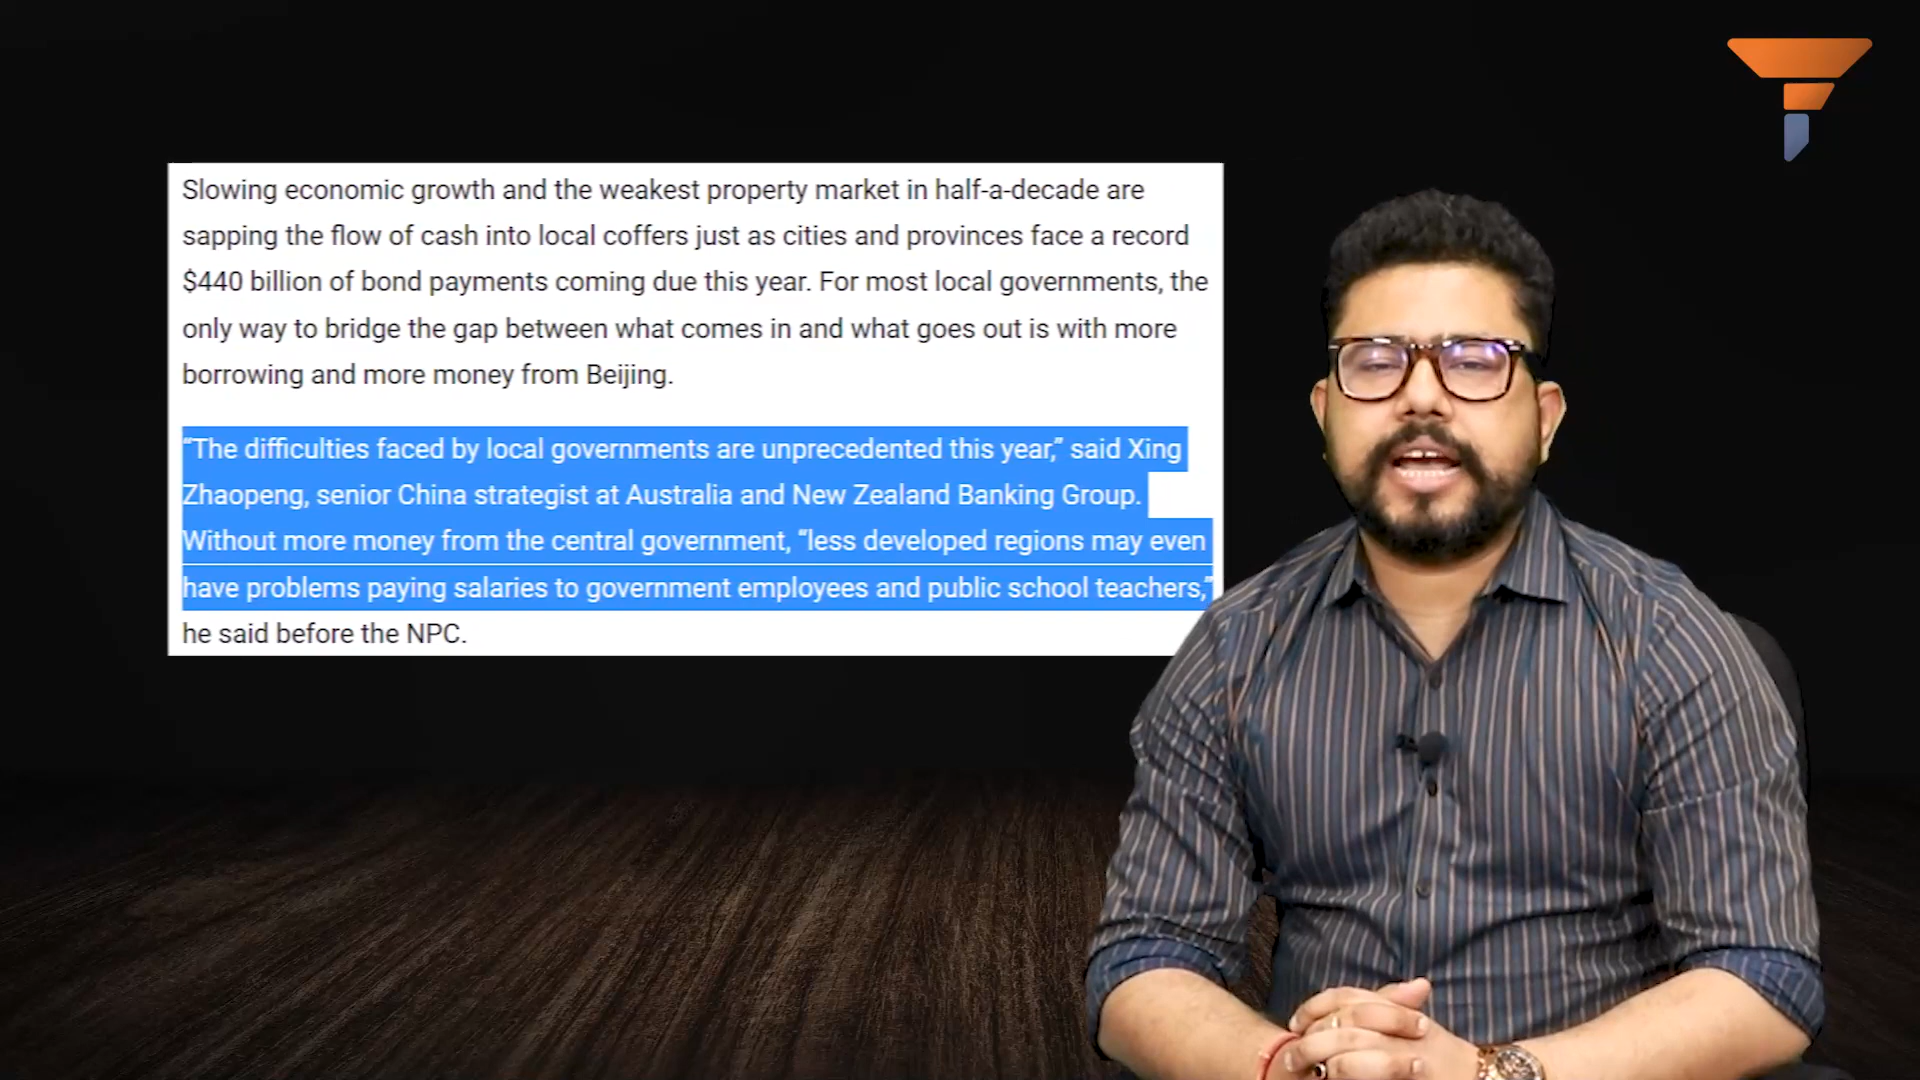 Slowing economic growth and the weakest property market in half-a-decade are
sapping the flow of cash into local coffers just as cities and provinces face a record
$440 billion of bond payments coming due this year. For most local governments, the
only way to bridge the gap between what comes in and what goes out is with more
borrowing and more money from Beijing.
“The difficulties faced by local governments are unprecedented this year,” said Xing
Zhaopeng, senior China strategist at Australia and New Zealand Banking Group.
Without more money from the central government, “less developed regions may even
have problems paying salaries to government employees and public school teachers,”
he said before the NPC.